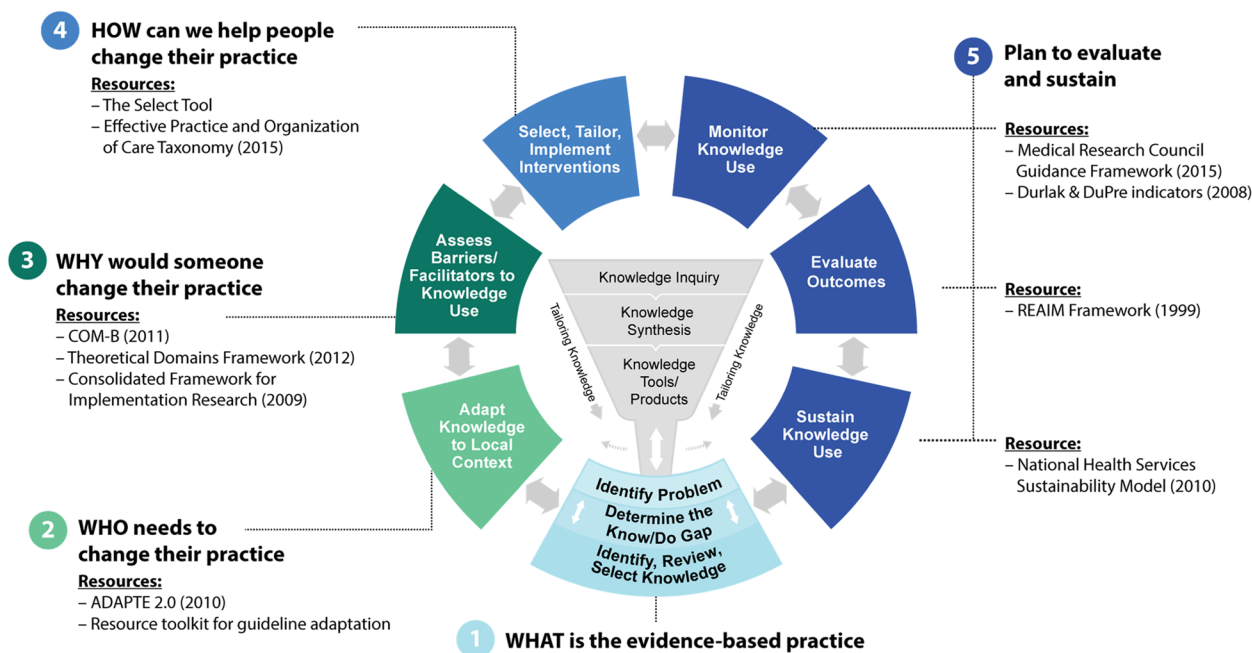 4
HOW can we help people
change their practice
Resources:
– The Select Tool
– Effective Practice and Organization
of Care Taxonomy (2015)
5
Plan to evaluate
and sustain
Resources:
– Medical Research Council
Guidance Framework (2015)
– Durlak & DuPre indicators (2008)
Resource:
– REAIM Framework (1999)
Resource:
– National Health Services
Sustainability Model (2010)
3
WHY would someone
change their practice
Resources:
– COM-B (2011)
– Theoretical Domains Framework (2012)
– Consolidated Framework for
Implementation Research (2009)
2
WHO needs to
change their practice
Resources:
– ADAPTE 2.0 (2010)
– Resource toolkit for guideline adaptation
1
WHAT is the evidence-based practice
Select, Tailor,
Implement
Interventions
Monitor
Knowledge
Use
Assess
Barriers/
Facilitators to
Knowledge
Use
Evaluate
Outcomes
Adapt
Knowledge
to Local
Context
Sustain
Knowledge
Use
Knowledge Inquiry
Knowledge
Synthesis
Knowledge
Tools/
Products
Tailoring Knowledge
Tailoring Knowledge
Identify Problem
Determine the
Know/Do Gap
Identify, Review,
Select Knowledge